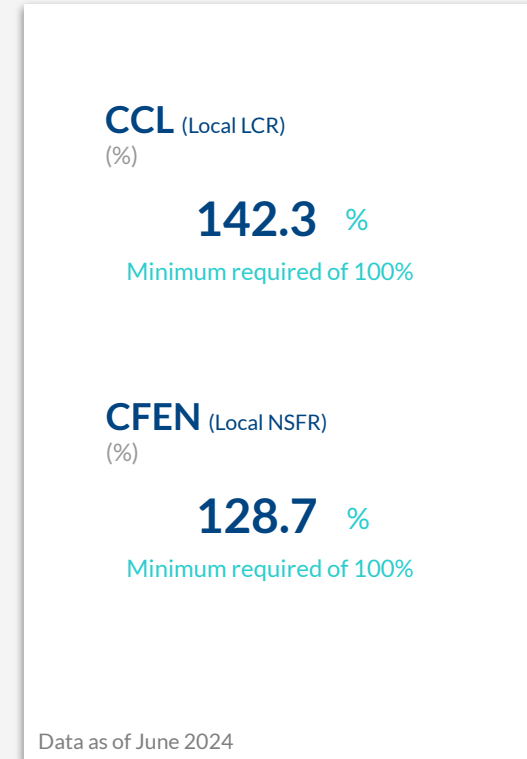 CCL (Local LCR)
(%)
142.3 %
Minimum required of 100%
CFEN (Local NSFR)
(%)
128.7 %
Minimum required of 100%
Data as of June 2024